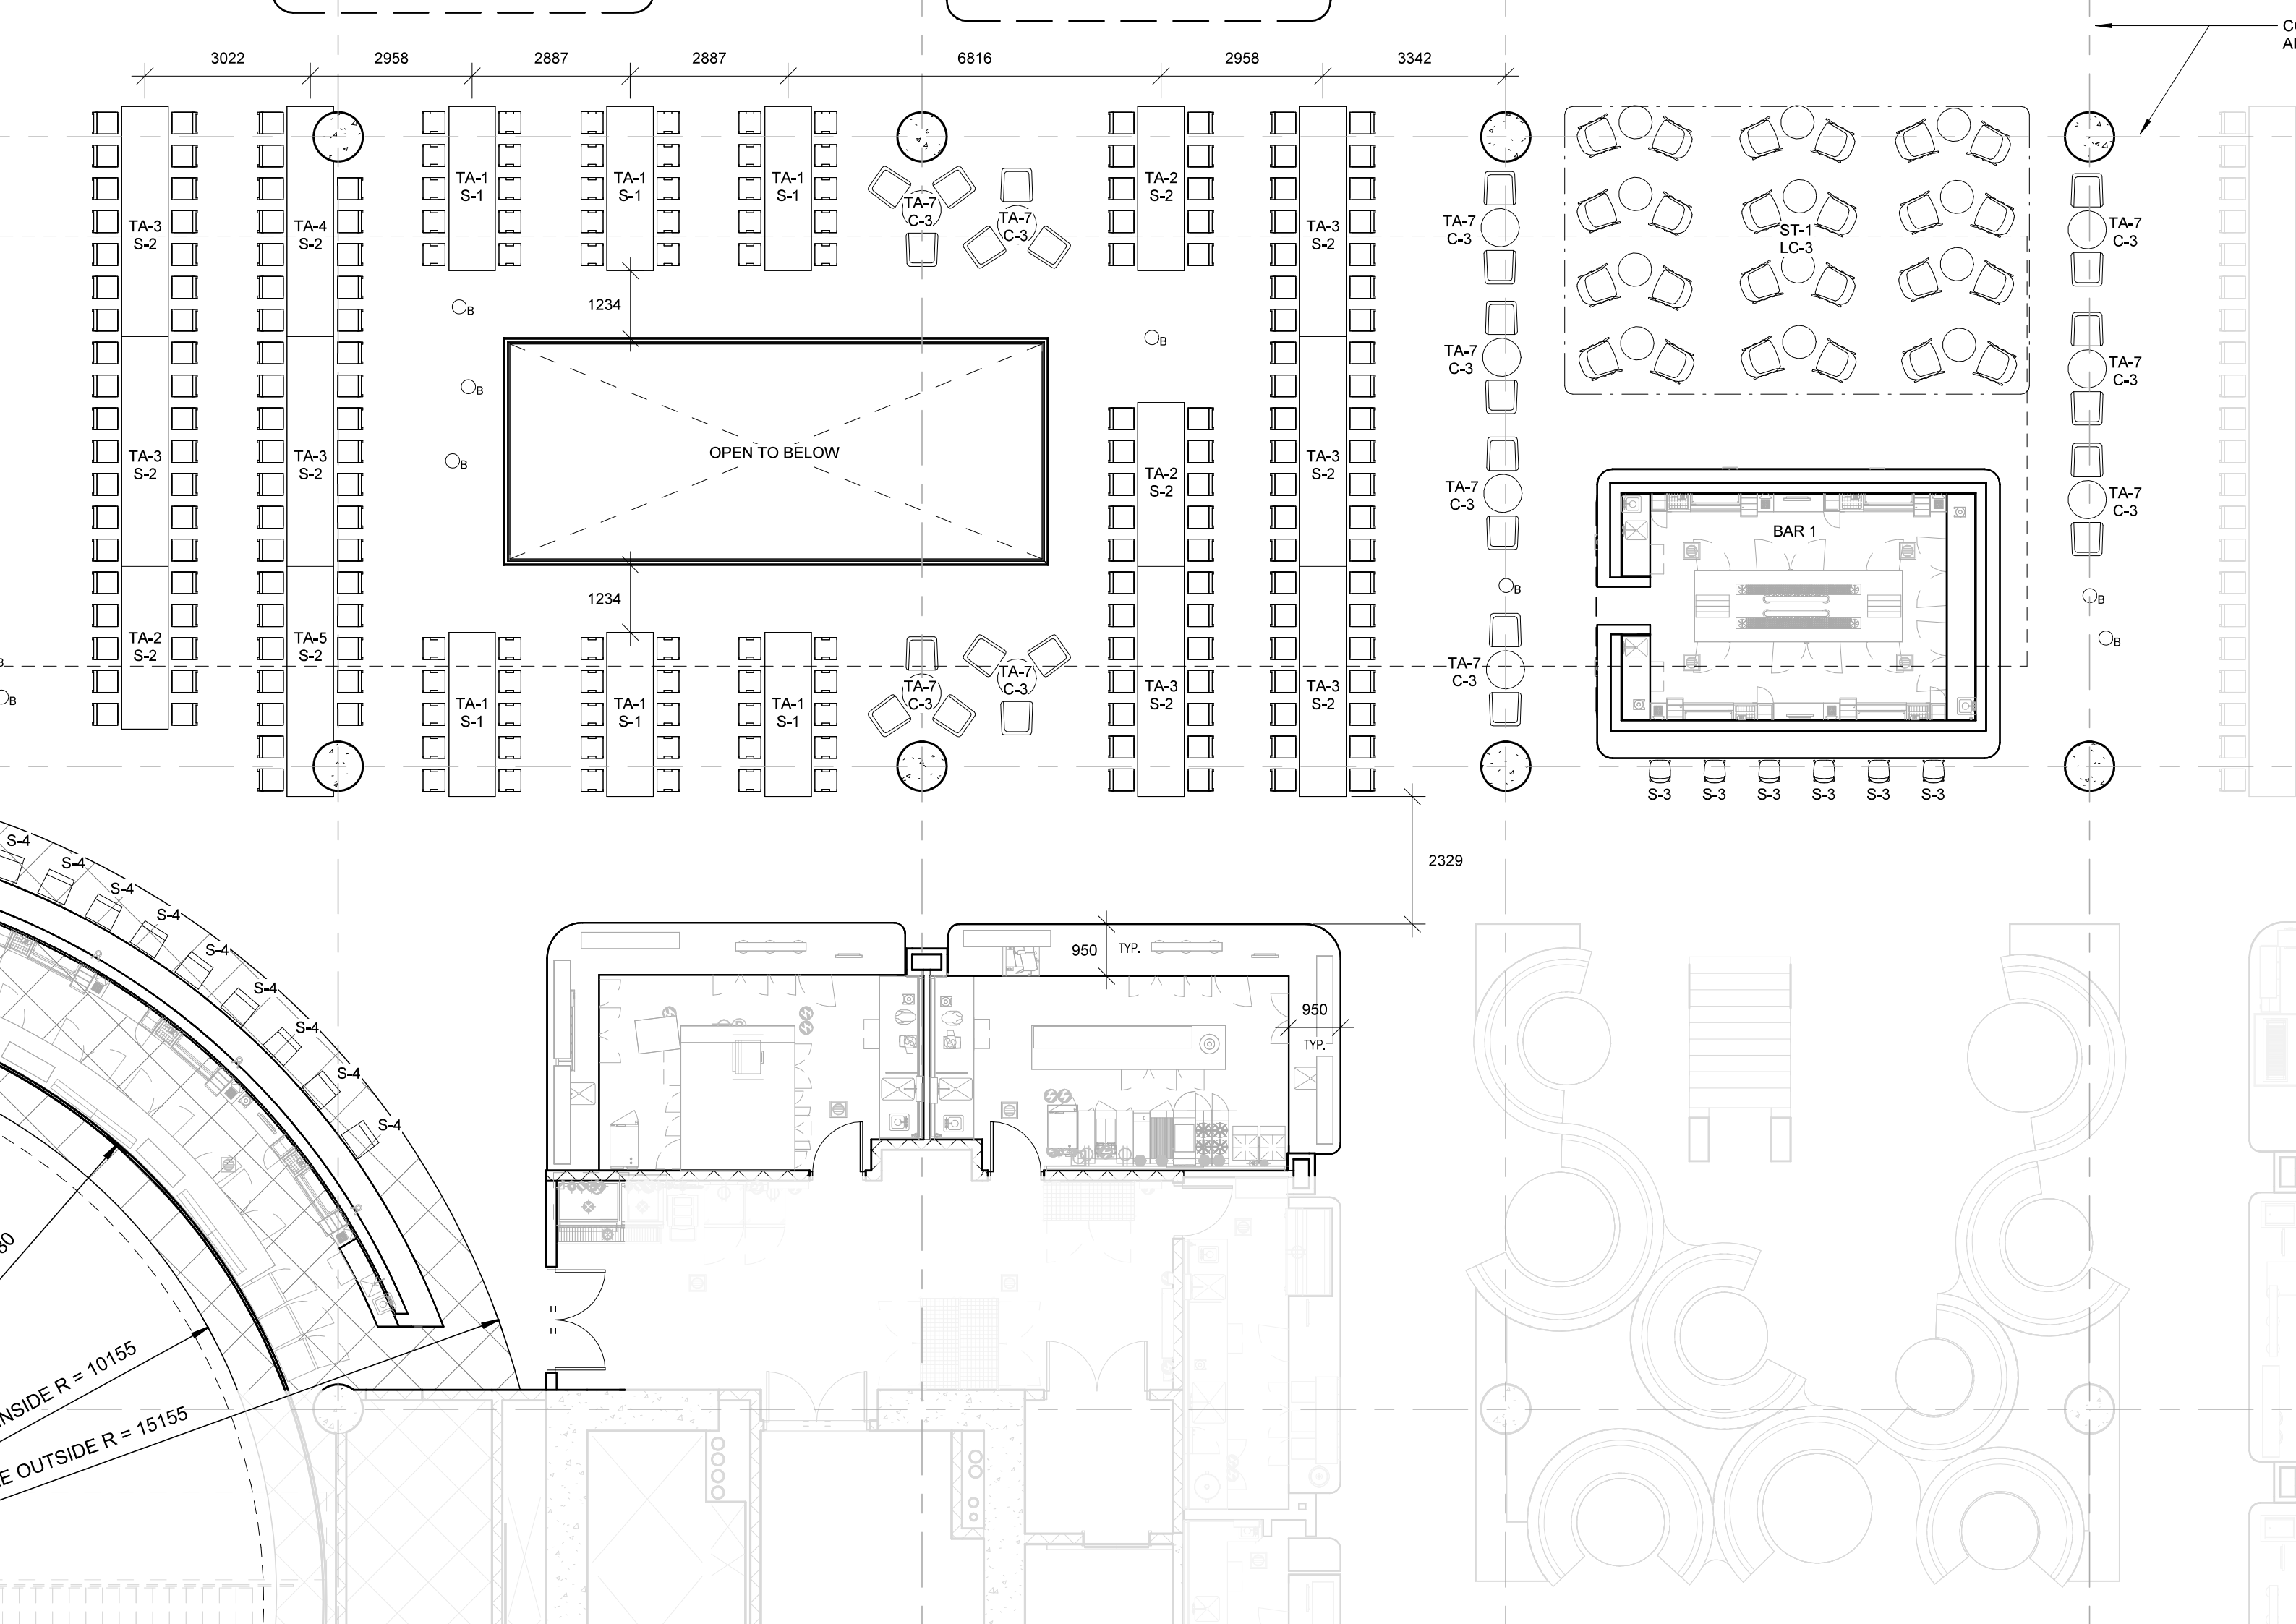 3022
2958
2887
2887
6816
2958
3342
TA-3
S-2
TA-4
S-2
TA-1
S-1
TA-1
S-1
TA-1
S-1
TA-7
C-3
TA-7
C-3
TA-2
S-2
TA-3
S-2
TA-7
C-3
ST-1
LC-3
TA-7
C-3
1234
B
B
B
B
TA-7
C-3
TA-7
C-3
OPEN TO BELOW
TA-3
S-2
TA-3
S-2
TA-2
S-2
TA-3
S-2
TA-7
C-3
TA-7
C-3
BAR 1
1234
B
B
B
TA-2
S-2
TA-5
S-2
TA-1
S-1
TA-1
S-1
TA-1
S-1
TA-7
C-3
TA-7
C-3
TA-3
S-2
TA-3
S-2
TA-7
C-3
B
B
S-3
S-3
S-3
S-3
S-3
S-3
2329
S-4
S-4
S-4
S-4
S-4
S-4
S-4
S-4
S-4
950
TYP.
950
TYP.
INSIDE R = 10155
OUTSIDE R = 15155